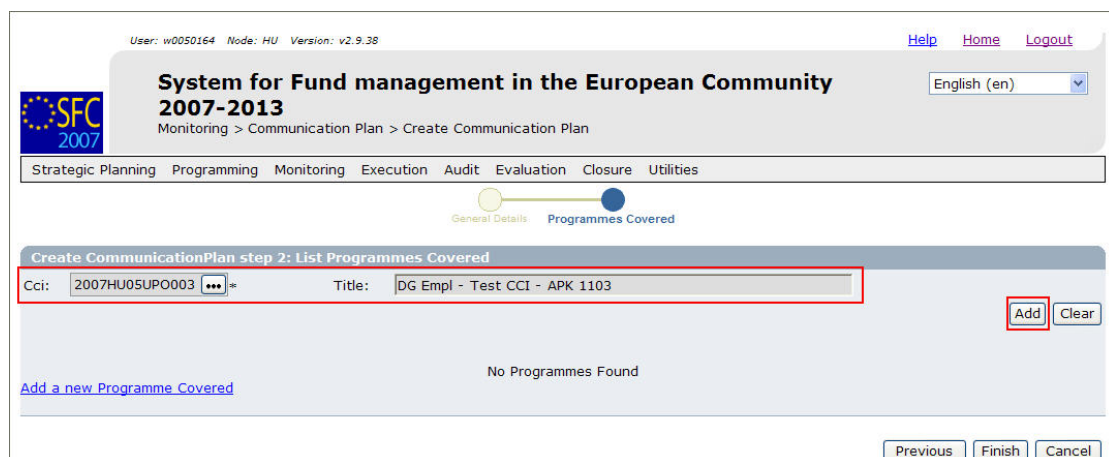 User: w0050164 Node: HU Version: v2.9.38
Help Home Logout
System for Fund management in the European Community
2007-2013
English (en)
SFC
2007
Monitoring > Communication Plan > Create Communication Plan
Strategic Planning Programming Monitoring Execution Audit Evaluation Closure Utilities
General Details Programmes Covered
Create CommunicationPlan step 2: List Programmes Covered
Cci: 2007HU05UPO003 ... * Title: DG Empl - Test CCI - APK 1103
Add Clear
No Programmes Found
Add a new Programme Covered
Previous Finish Cancel